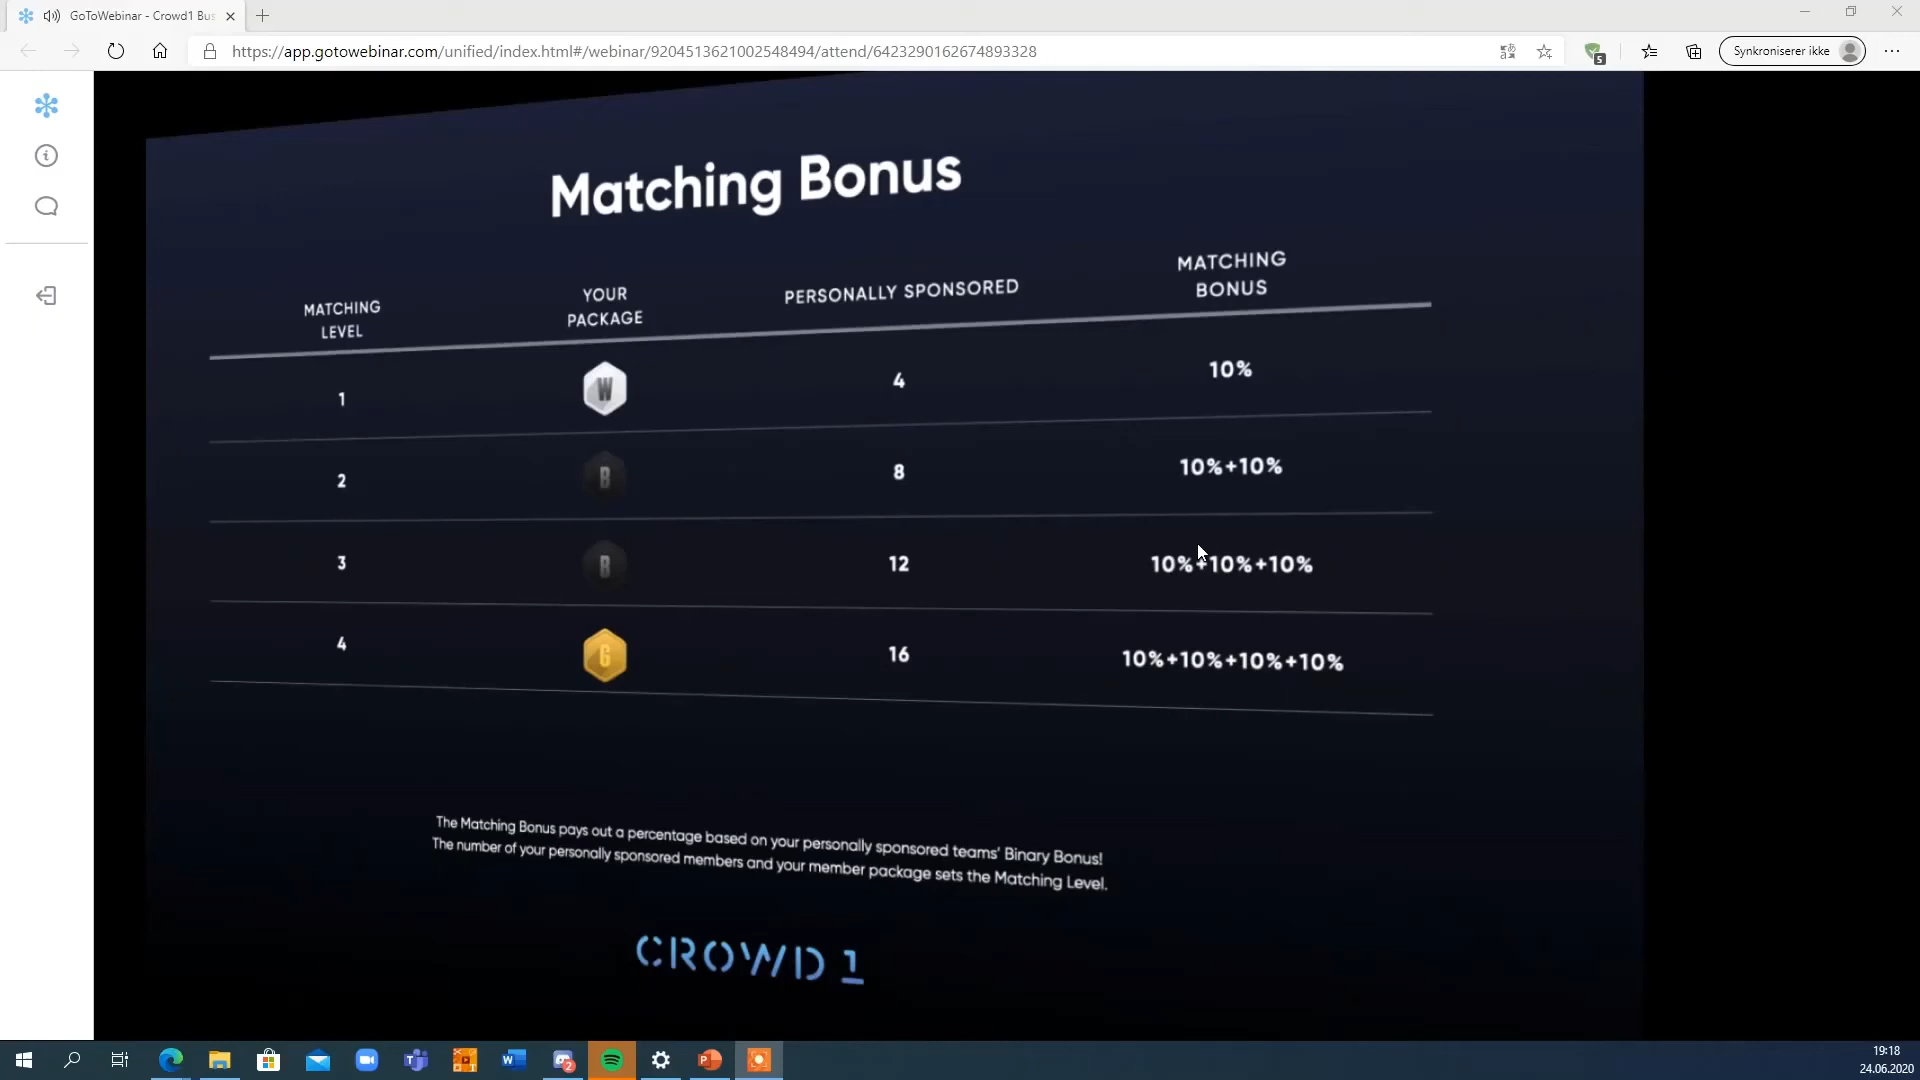 GoToWebinar - Crowd1 Bus
https://app.gotowebinar.com/unified/index.html#/webinar/9204513621002548494/attend/6423290162674893328
5
Synkroniserer ikke
Matching Bonus
MATCHING
LEVEL
YOUR
PACKAGE
PERSONALLY SPONSORED
MATCHING
BONUS
1 W 4 10%
2 B 8 10%+10%
3 B 12 10%+10%+10%
4 G 16 10%+10%+10%+10%
The Matching Bonus pays out a percentage based on your personally sponsored teams' Binary Bonus!
The number of your personally sponsored members and your member package sets the Matching Level.
CROWD 1
2
19:18
24.06.2020